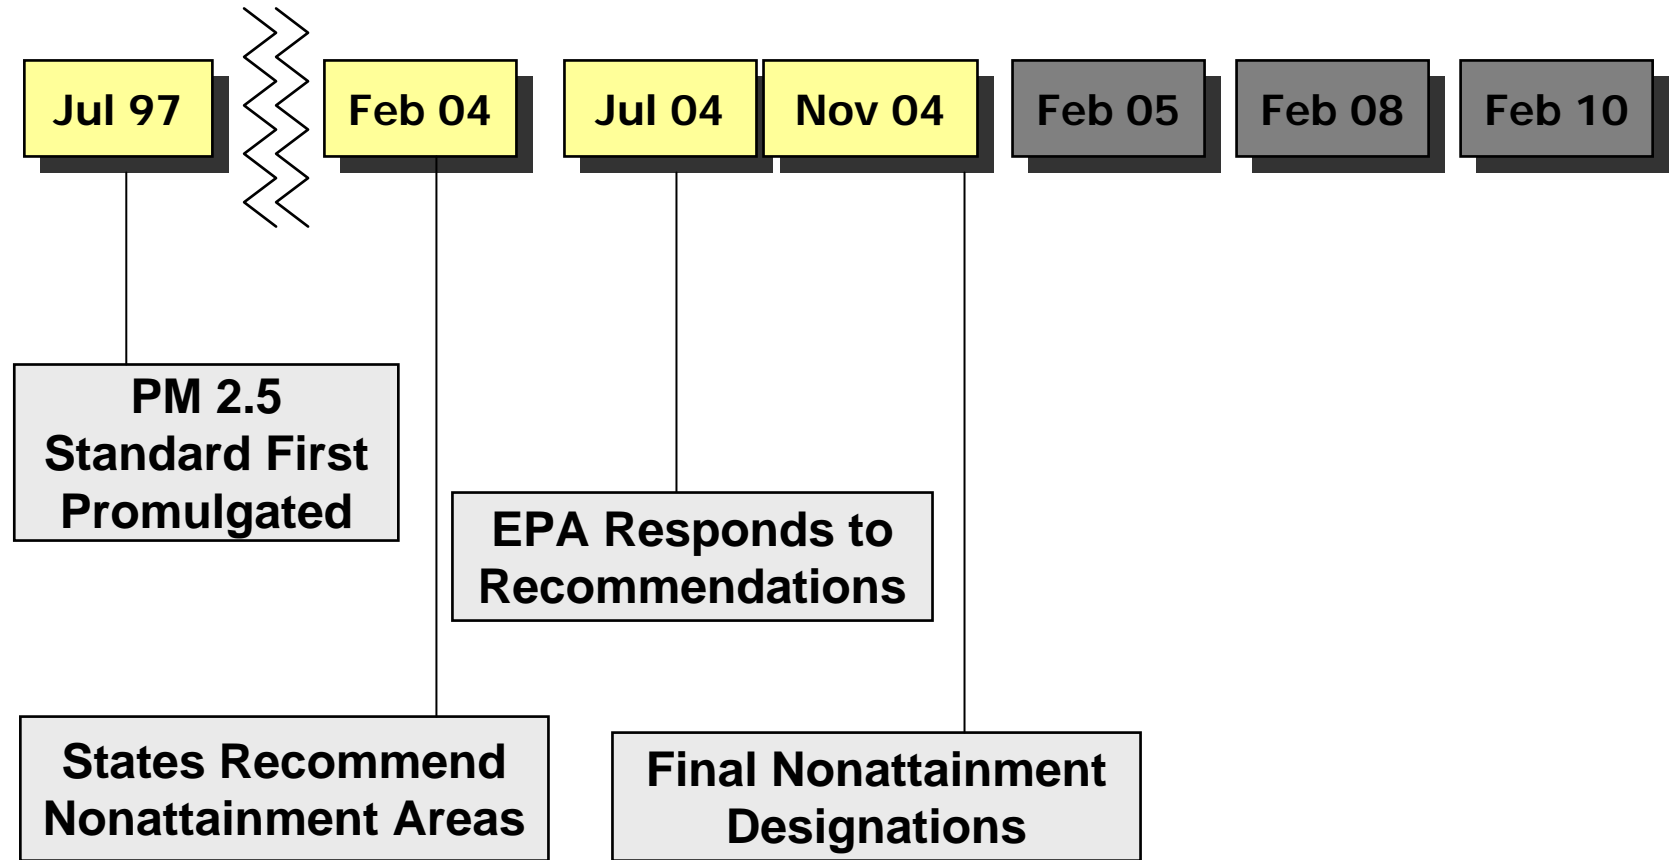 Jul 97
Feb 04
Jul 04
Nov 04
Feb 05
Feb 08
Feb 10
PM 2.5
Standard First
Promulgated
EPA Responds to
Recommendations
States Recommend
Nonattainment Areas
Final Nonattainment
Designations